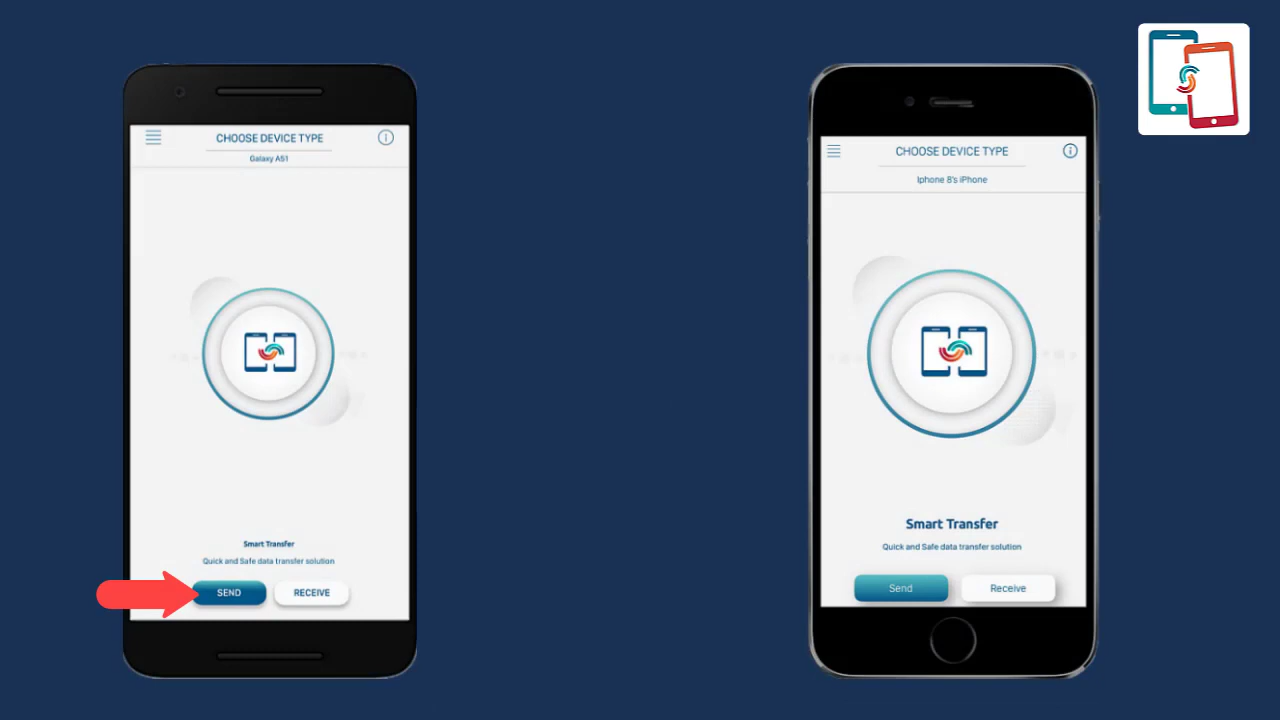 CHOOSE DEVICE TYPE
Galaxy A51
Smart Transfer
Quick and Safe data transfer solution
SEND
RECEIVE
CHOOSE DEVICE TYPE
Iphone 8's iPhone
Smart Transfer
Quick and Safe data transfer solution
Send
Receive